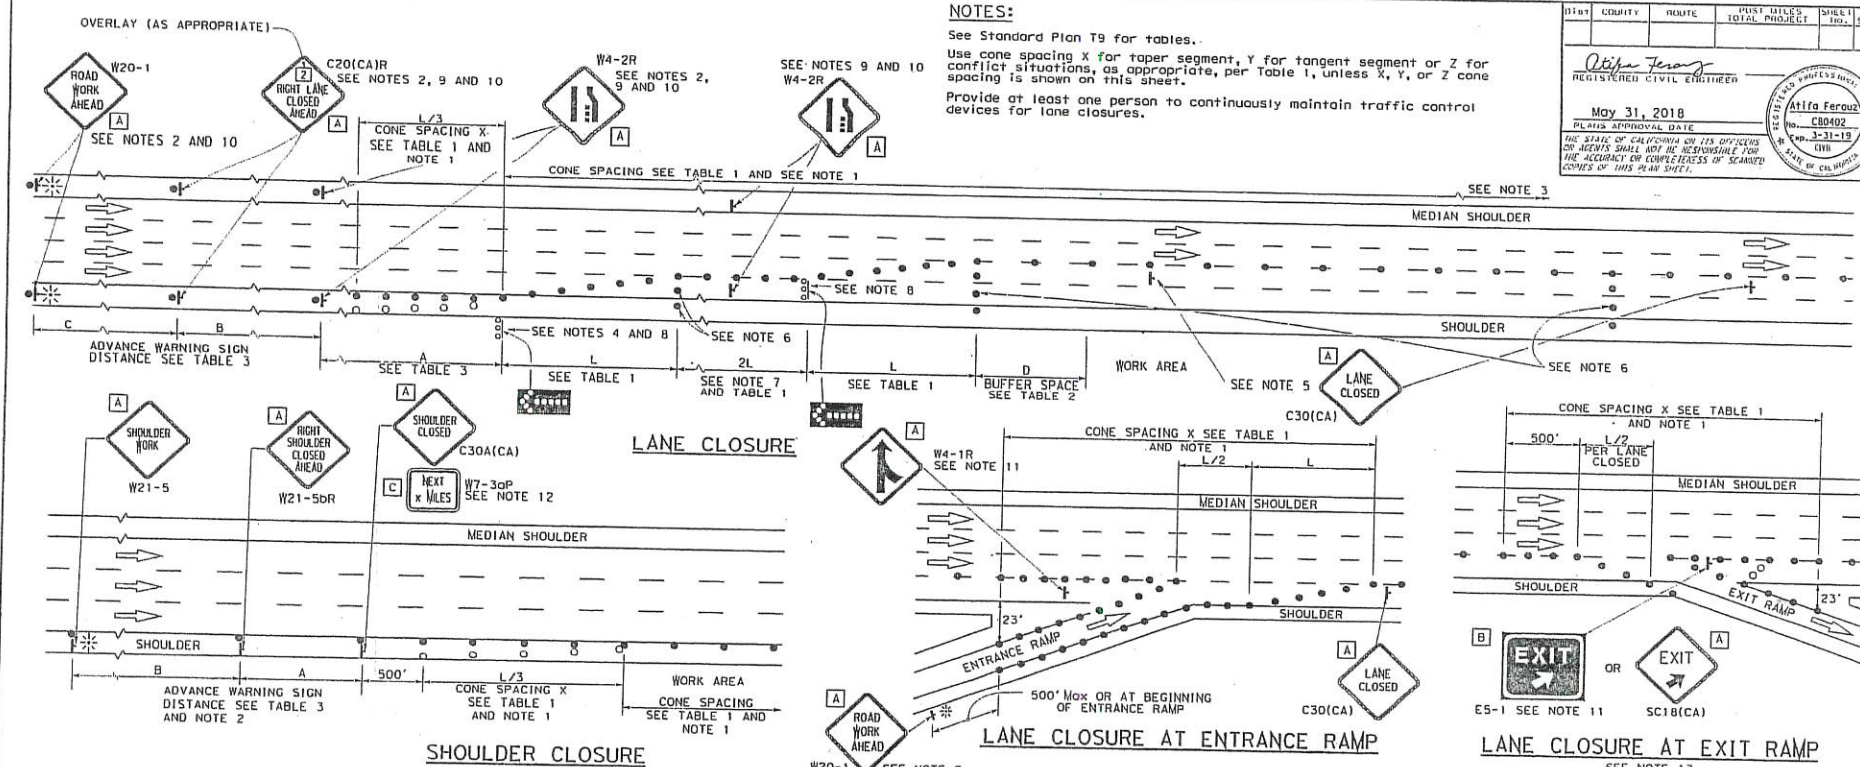 NOTES:
See Standard Plan T9 for tables.
Use cone spacing X for taper segment, Y for tangent segment or Z for
conflict situations, as appropriate, per Table 1, unless X, Y, or Z cone
spacing is shown on this sheet.
Provide at least one person to continuously maintain traffic control
devices for lane closures.
Dist
COUNTY
ROUTE
POST MILES
TOTAL PROJECT
SHEET
No.
REGISTERED CIVIL ENGINEER
May 31, 2018
PLANS APPROVAL DATE
THE STATE OF CALIFORNIA OR ITS OFFICERS
OR AGENTS SHALL NOT BE RESPONSIBLE FOR
THE ACCURACY OR COMPLETENESS OF SCANNED
COPIES OF THIS PLAN SHEET.
REGISTERED PROFESSIONAL
Atifa Ferouz
No. C80402
Exp. 3-31-19
CIVIL
STATE OF CALIFORNIA
OVERLAY (AS APPROPRIATE)
ROAD
WORK
AHEAD
W20-1
A
SEE NOTES 2 AND 10
1
2
RIGHT LANE
CLOSED
AHEAD
C20(CA)R
SEE NOTES 2, 9 AND 10
A
L/3
CONE SPACING X
SEE TABLE 1 AND
NOTE 1
W4-2R
SEE NOTES 2,
9 AND 10
A
SEE NOTES 9 AND 10
W4-2R
A
CONE SPACING SEE TABLE 1 AND SEE NOTE 1
SEE NOTE 3
MEDIAN SHOULDER
SEE NOTE 8
SHOULDER
C
B
ADVANCE WARNING SIGN
DISTANCE SEE TABLE 3
A
SEE TABLE 3
SEE NOTES 4 AND 8
L
SEE TABLE 1
SEE NOTE 6
2L
SEE NOTE 7
AND TABLE 1
L
SEE TABLE 1
D
BUFFER SPACE
SEE TABLE 2
WORK AREA
SEE NOTE 5
A
LANE
CLOSED
C30(CA)
SEE NOTE 6
LANE CLOSURE
A
SHOULDER
WORK
W21-5
A
RIGHT
SHOULDER
CLOSED
AHEAD
W21-5bR
A
SHOULDER
CLOSED
C30A(CA)
C
NEXT
x MILES
W7-3aP
SEE NOTE 12
MEDIAN SHOULDER
SHOULDER
B
A
500'
L/3
WORK AREA
ADVANCE WARNING SIGN
DISTANCE SEE TABLE 3
AND NOTE 2
CONE SPACING X
SEE TABLE 1
AND NOTE 1
CONE SPACING
SEE TABLE 1 AND
NOTE 1
SHOULDER CLOSURE
A
W4-1R
SEE NOTE 11
CONE SPACING X SEE TABLE 1
AND NOTE 1
L/2
L
MEDIAN SHOULDER
23'
ENTRANCE RAMP
SHOULDER
500' Max OR AT BEGINNING
OF ENTRANCE RAMP
A
ROAD
WORK
AHEAD
W20-1
A
LANE
CLOSED
C30(CA)
LANE CLOSURE AT ENTRANCE RAMP
CONE SPACING X SEE TABLE 1
AND NOTE 1
500'
L/2
PER LANE
CLOSED
MEDIAN SHOULDER
SHOULDER
EXIT RAMP
23'
B
EXIT
E5-1 SEE NOTE 11
OR
A
EXIT
SC18(CA)
LANE CLOSURE AT EXIT RAMP